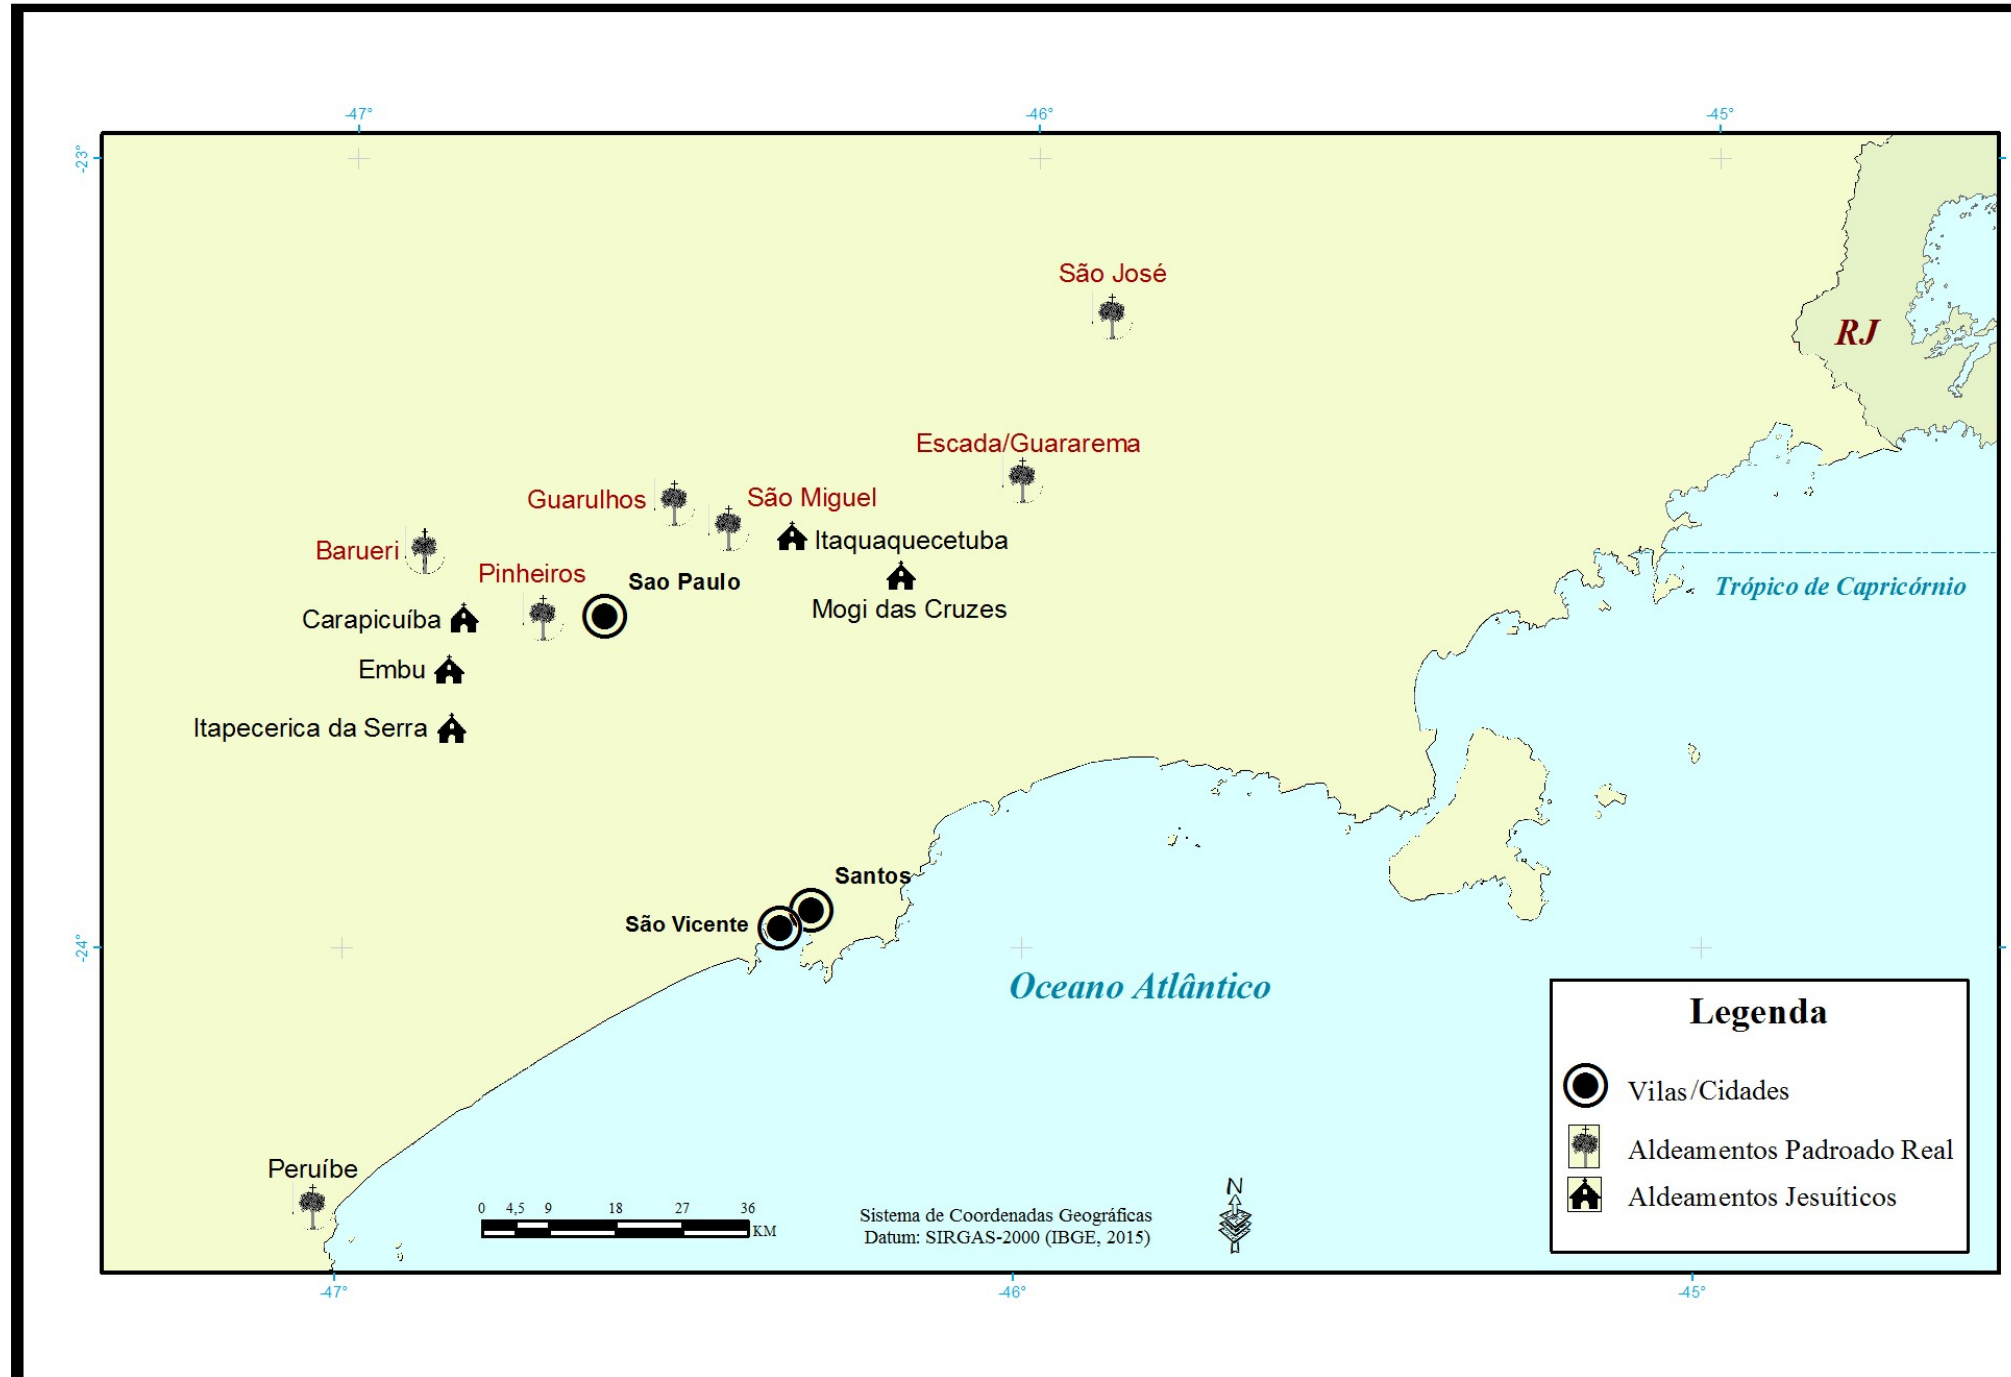 -47°
-46°
-45°
-23°
São José
RJ
Escada/Guararema
Guarulhos
São Miguel
Itaquaquecetuba
Barueri
Pinheiros
Sao Paulo
Mogi das Cruzes
Trópico de Capricórnio
Carapicuíba
Embu
Itapecerica da Serra
Santos
São Vicente
-24°
Oceano Atlântico
Legenda
Vilas/Cidades
Aldeamentos Padroado Real
Aldeamentos Jesuíticos
Peruíbe
0 4,5 9 18 27 36
KM
Sistema de Coordenadas Geográficas
Datum: SIRGAS-2000 (IBGE, 2015)
N
-47°
-46°
-45°